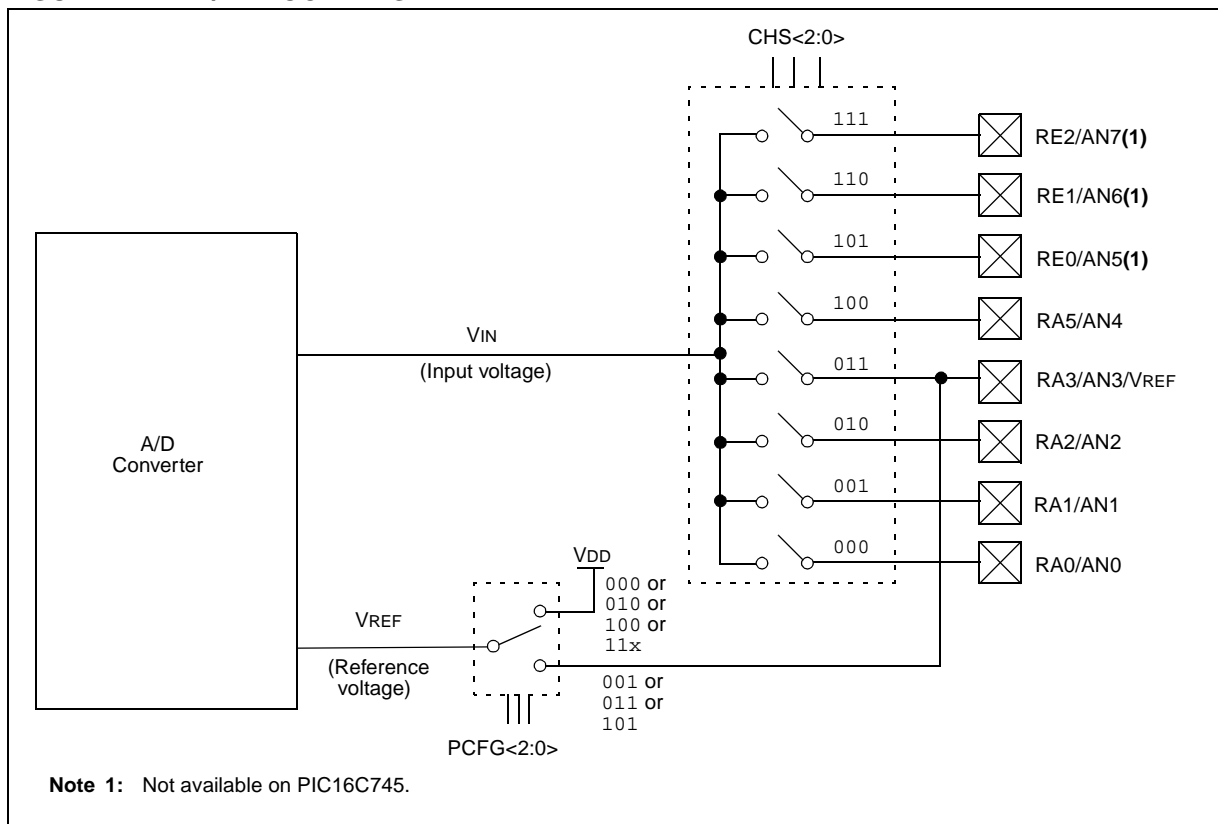 CHS<2:0>
111
RE2/AN7(1)
110
RE1/AN6(1)
101
RE0/AN5(1)
100
RA5/AN4
VIN
(Input voltage)
011
RA3/AN3/VREF
A/D
Converter
010
RA2/AN2
001
RA1/AN1
000
RA0/AN0
VDD
000 or
010 or
100 or
11x
VREF
(Reference
voltage)
001 or
011 or
101
PCFG<2:0>
Note 1: Not available on PIC16C745.